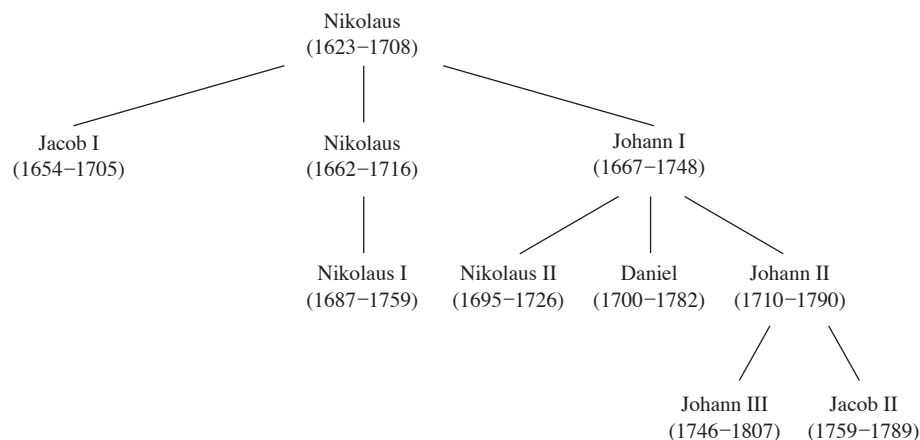 Nikolaus
(1623−1708)
Jacob I
(1654−1705)
Nikolaus
(1662−1716)
Johann I
(1667−1748)
Nikolaus I
(1687−1759)
Nikolaus II
(1695−1726)
Daniel
(1700−1782)
Johann II
(1710−1790)
Johann III
(1746−1807)
Jacob II
(1759−1789)